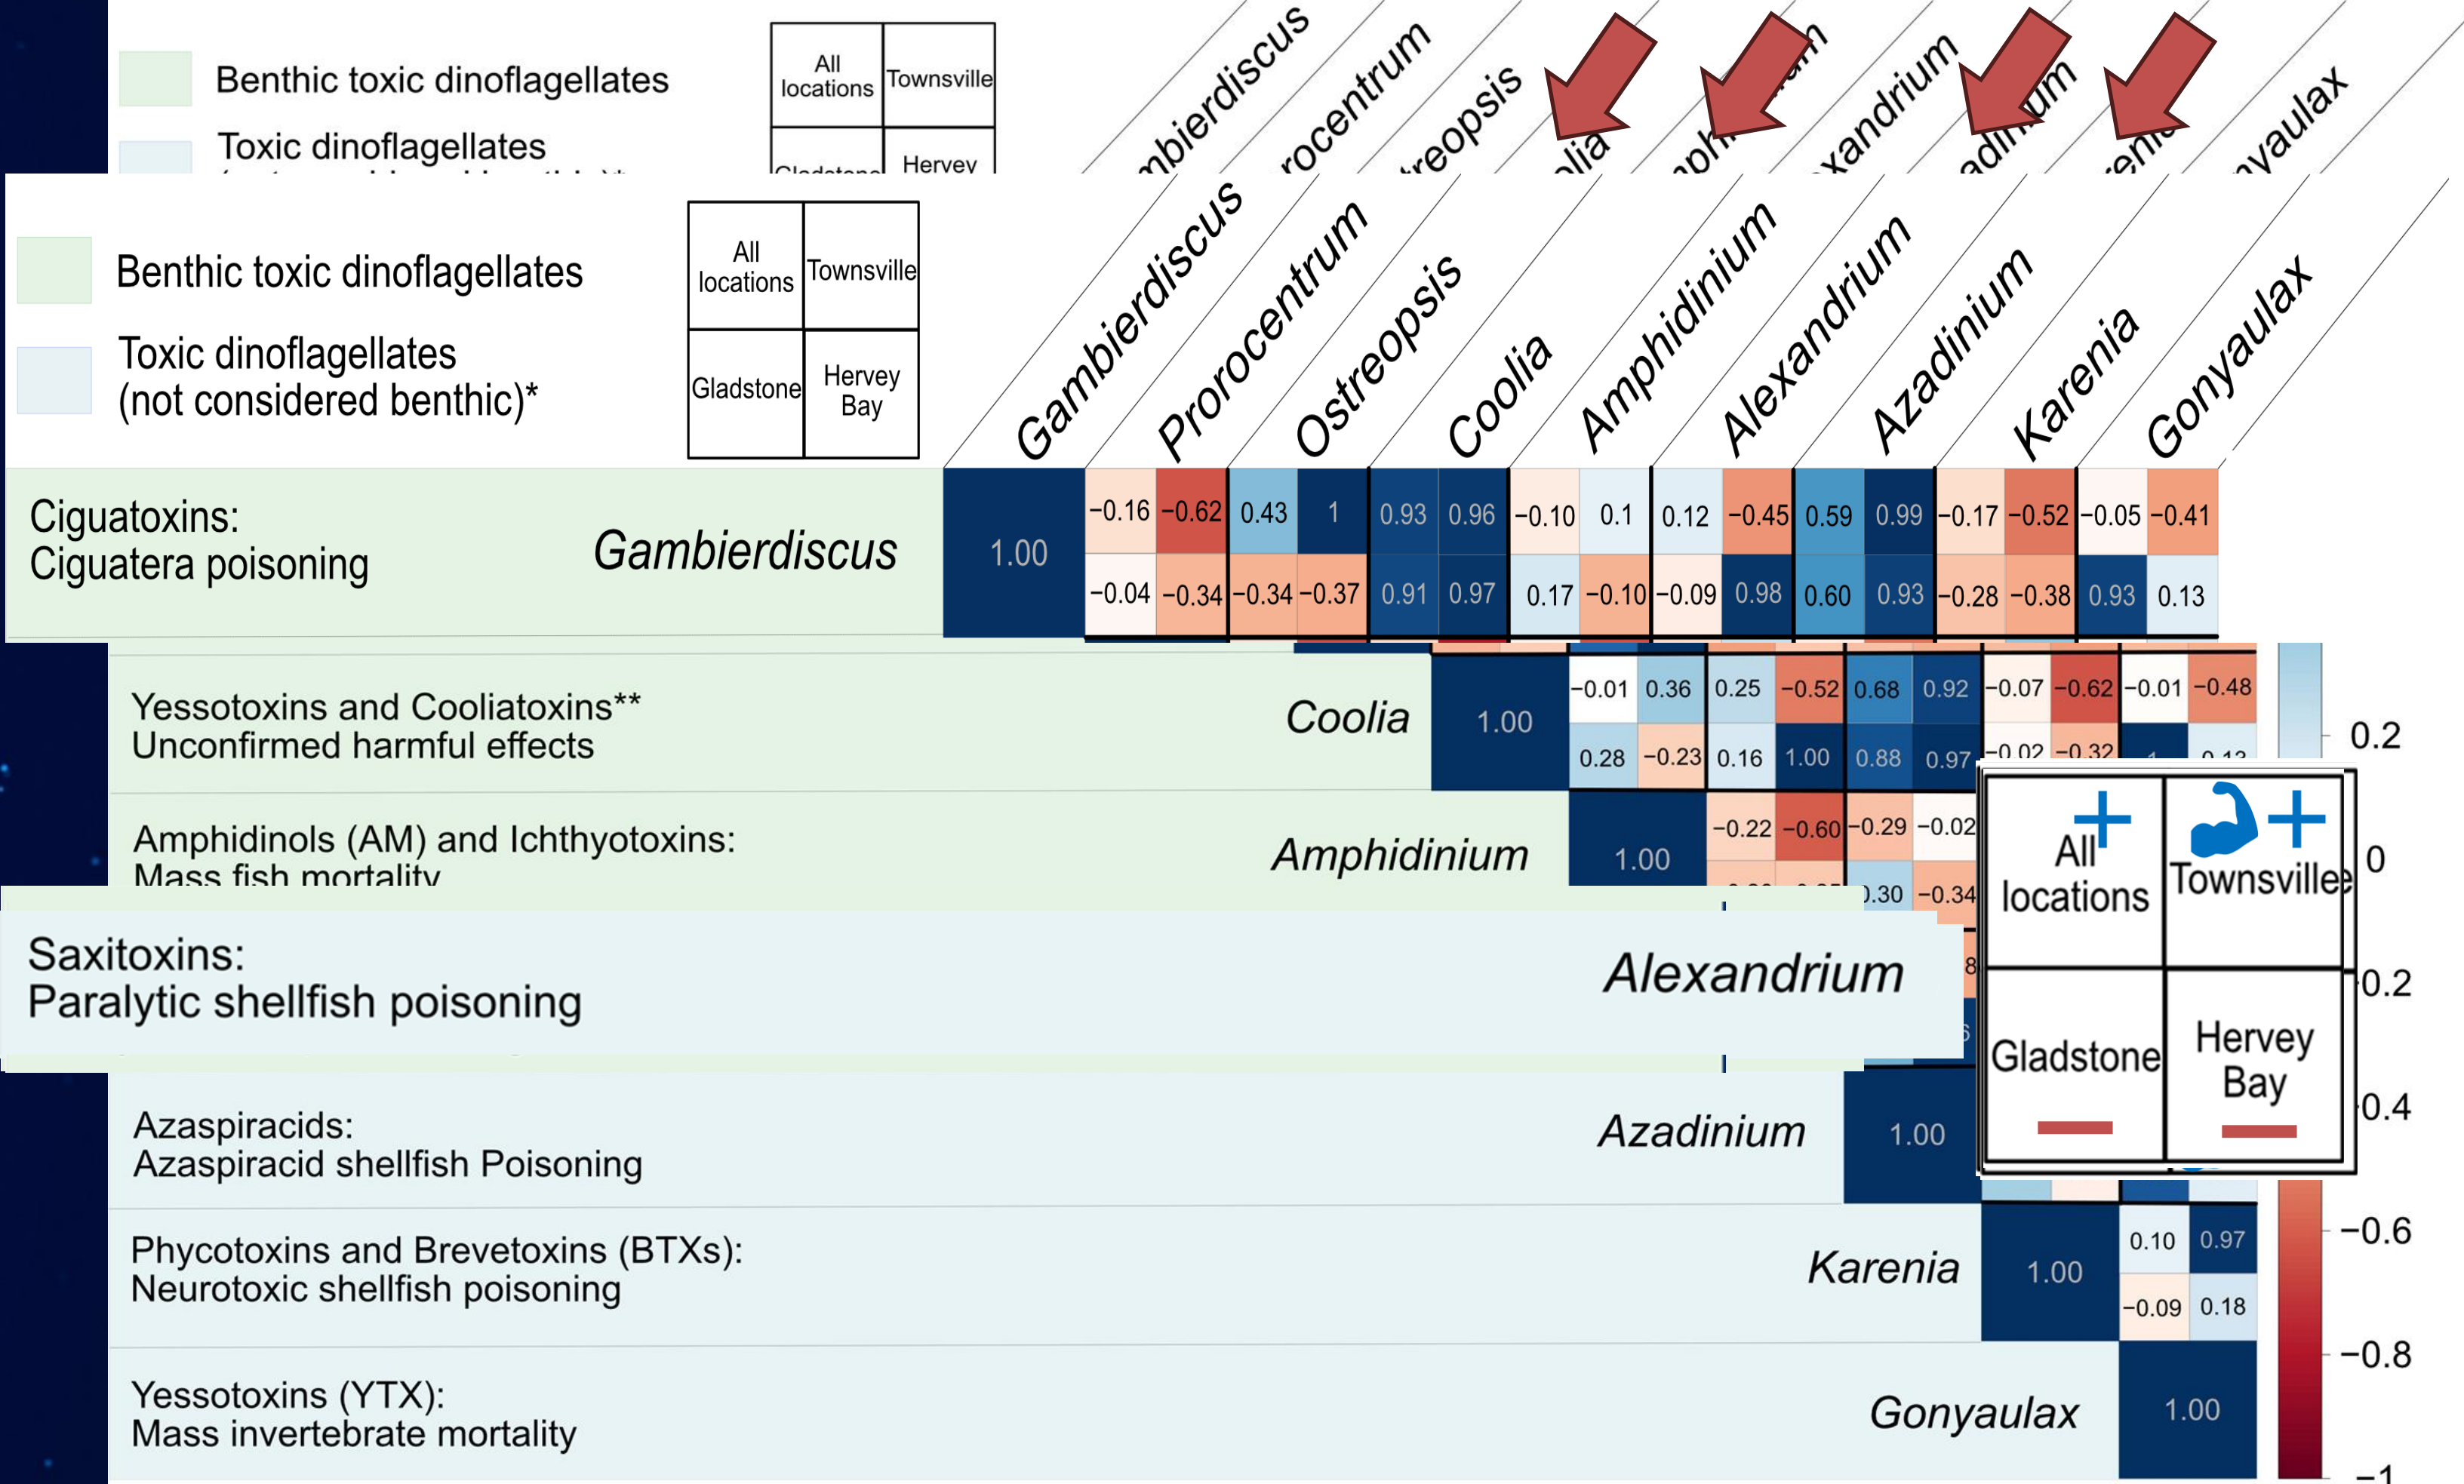 Benthic toxic dinoflagellates
Toxic dinoflagellates
All locations
Townsville
Hervey
Benthic toxic dinoflagellates
Toxic dinoflagellates
(not considered benthic)*
All
locations
Townsville
Gladstone
Hervey
Bay
Gambierdiscus
Prorocentrum
Ostreopsis
Coolia
Amphidinium
Alexandrium
Azadinium
Karenia
Gonyaulax
Ciguatoxins:
Ciguatera poisoning
Gambierdiscus
1.00
−0.16 −0.62 0.43 1 0.93 0.96 −0.10 0.1 0.12 −0.45 0.59 0.99 −0.17 −0.52 −0.05 −0.41
−0.04 −0.34 −0.34 −0.37 0.91 0.97 0.17 −0.10 −0.09 0.98 0.60 0.93 −0.28 −0.38 0.93 0.13
Yessotoxins and Cooliatoxins**
Unconfirmed harmful effects
Coolia
1.00
−0.01 0.36 0.25 −0.52 0.68 0.92 −0.07 −0.62 −0.01 −0.48
0.28 −0.23 0.16 1.00 0.88 0.97 −0.02 −0.32
Amphidinols (AM) and Ichthyotoxins:
Mass fish mortality
Amphidinium
1.00
−0.22 −0.60 −0.29 −0.02
0.30 −0.34
Saxitoxins:
Paralytic shellfish poisoning
Alexandrium
All
locations
Townsville
Gladstone
Hervey
Bay
Azaspiracids:
Azaspiracid shellfish Poisoning
Azadinium
1.00
Phycotoxins and Brevetoxins (BTXs):
Neurotoxic shellfish poisoning
Karenia
1.00
0.10 0.97
−0.09 0.18
Yessotoxins (YTX):
Mass invertebrate mortality
Gonyaulax
1.00
0.2
0
0.2
0.4
−0.6
−0.8
−1